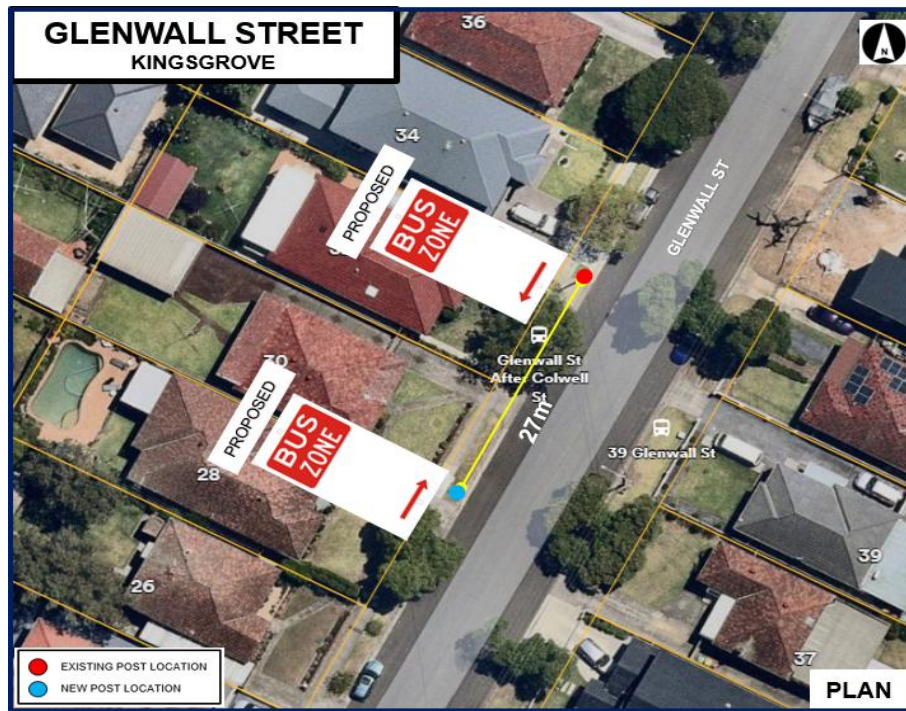 GLENWALL STREET
KINGSGROVE
N
36
34
PROPOSED
BUS
ZONE
GLENWALL ST
Glenwall St
After Colwell
St
27m
30
PROPOSED
BUS
ZONE
39 Glenwall St
28
26
39
37
EXISTING POST LOCATION
NEW POST LOCATION
PLAN